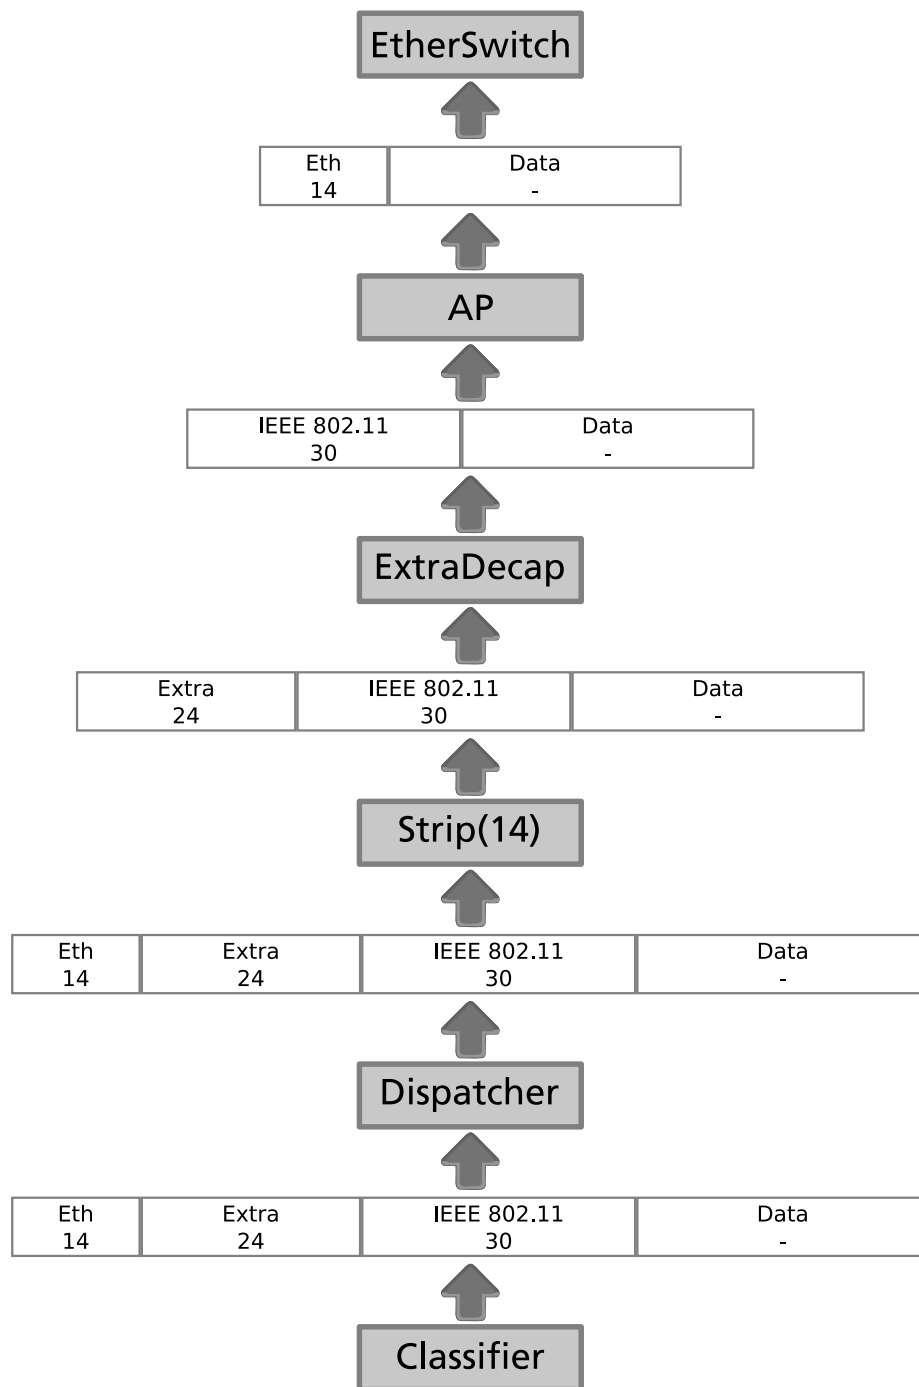 EtherSwitch
Eth Data
14 -
AP
IEEE 802.11 Data
30 -
ExtraDecap
Extra IEEE 802.11 Data
24 30 -
Strip(14)
Eth Extra IEEE 802.11 Data
14 24 30 -
Dispatcher
Eth Extra IEEE 802.11 Data
14 24 30 -
Classifier